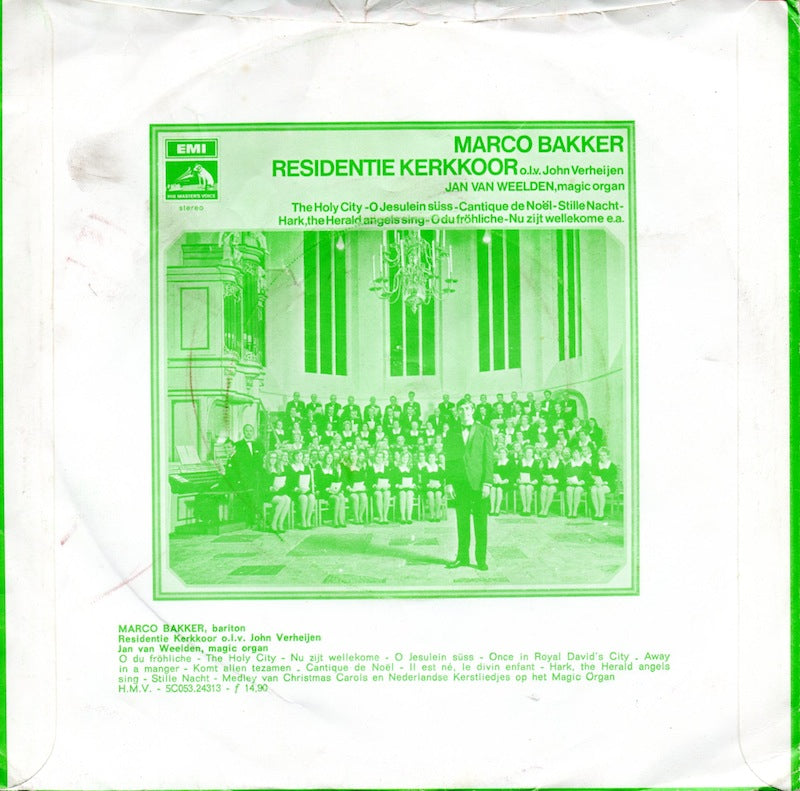 EMI
"HIS MASTER'S VOICE"
stereo
MARCO BAKKER
RESIDENTIE KERKKOOR o.l.v. John Verheijen
JAN VAN WEELDEN, magic organ
The Holy City - O Jesulein süss - Cantique de Noël - Stille Nacht -
Hark, the Herald angels sing - O du fröhliche - Nu zijt wellekome e.a.
MARCO BAKKER, bariton
Residentie Kerkkoor o.l.v. John Verheijen
Jan van Weelden, magic organ
O du fröhliche - The Holy City - Nu zijt wellekome - O Jesulein süss - Once in Royal David's City . Away
in a manger - Komt allen tezamen . Cantique de Noël - Il est né, le divin enfant - Hark, the Herald angels
sing - Stille Nacht - Medley van Christmas Carols en Nederlandse Kerstliedjes op het Magic Organ
H.M.V. - 5C053.24313 - f 14,90